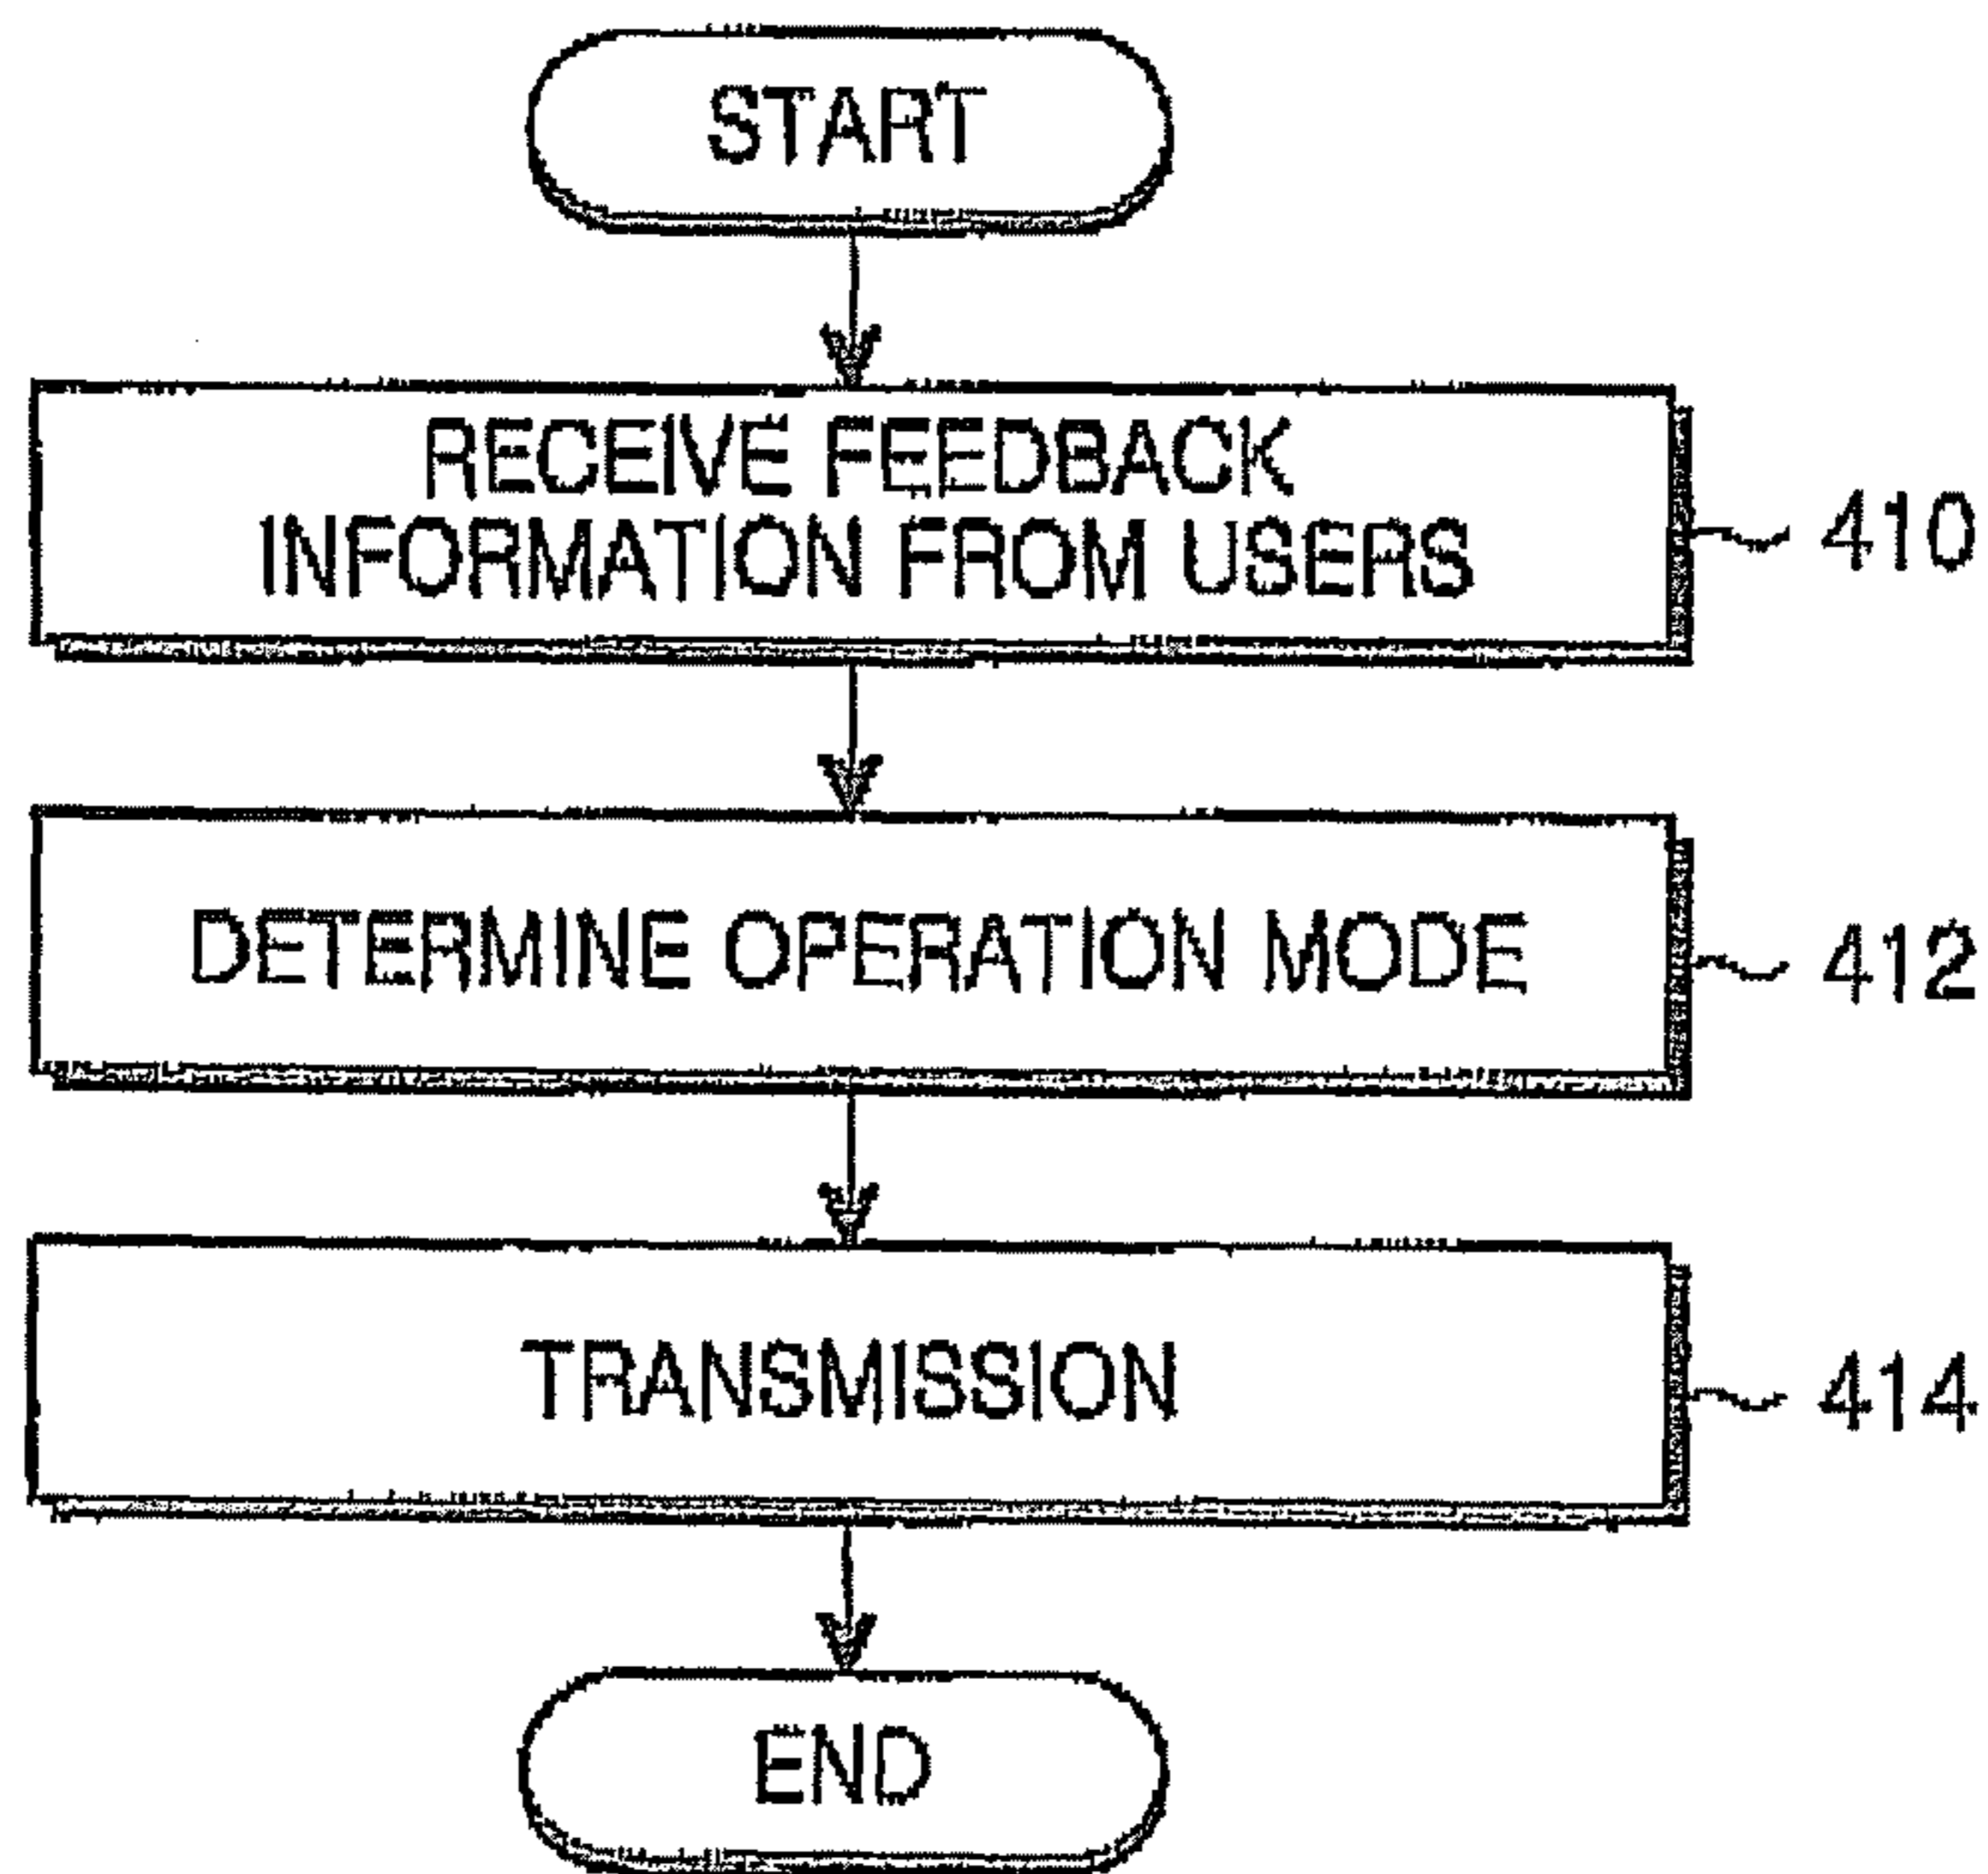 START
RECEIVE FEEDBACK
INFORMATION FROM USERS
410
DETERMINE OPERATION MODE
412
TRANSMISSION
414
END